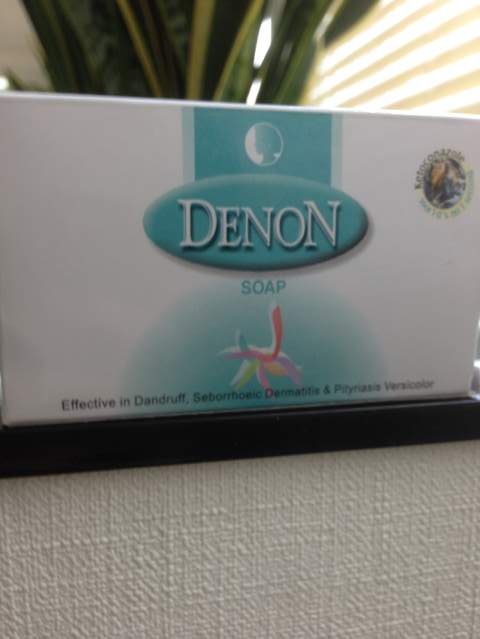 DENON
SOAP
Ketoconazole
Effective in Dandruff, Seborrhoeic Dermatitis & Pityriasis Versicolor